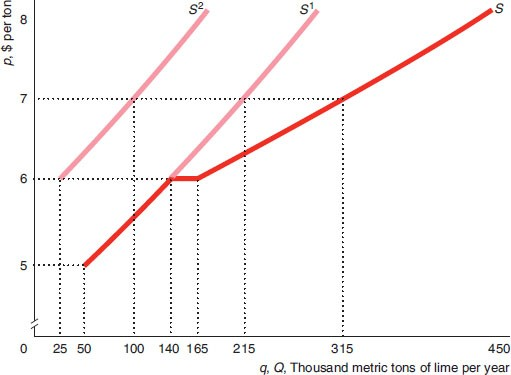 p, $ per ton
8
S²
S¹
S
7
6
5
0 25 50 100 140 165 215 315 450
q, Q, Thousand metric tons of lime per year